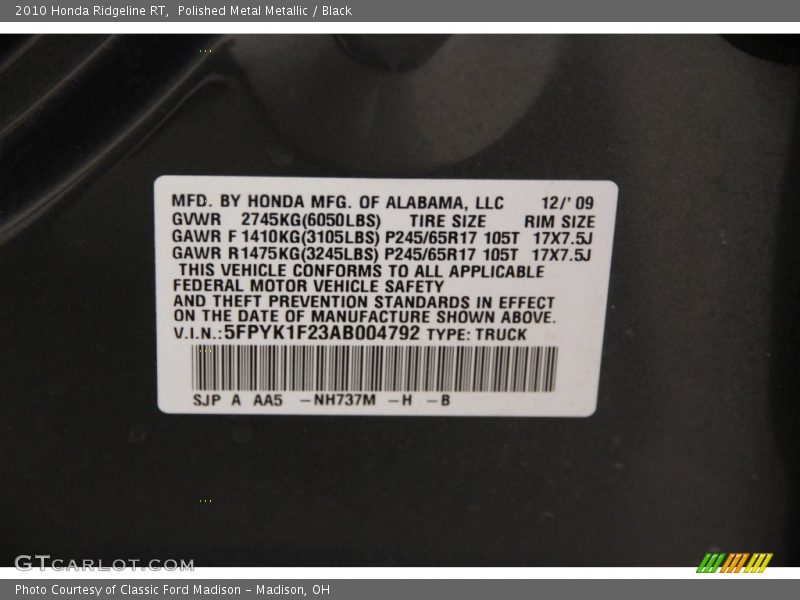 2010 Honda Ridgeline RT,  Polished Metal Metallic / Black
MFD. BY HONDA MFG. OF ALABAMA, LLC 12/' 09
GVWR 2745KG(6050LBS) TIRE SIZE RIM SIZE
GAWR F 1410KG(3105LBS) P245/65R17 105T 17X7.5J
GAWR R1475KG(3245LBS) P245/65R17 105T 17X7.5J
THIS VEHICLE CONFORMS TO ALL APPLICABLE
FEDERAL MOTOR VEHICLE SAFETY
AND THEFT PREVENTION STANDARDS IN EFFECT
ON THE DATE OF MANUFACTURE SHOWN ABOVE.
V.I.N.: 5FPYK1F23AB004792 TYPE: TRUCK
SJP A AA5 -NH737M -H -B
GTCARLOT.COM
Photo Courtesy of Classic Ford Madison - Madison, OH